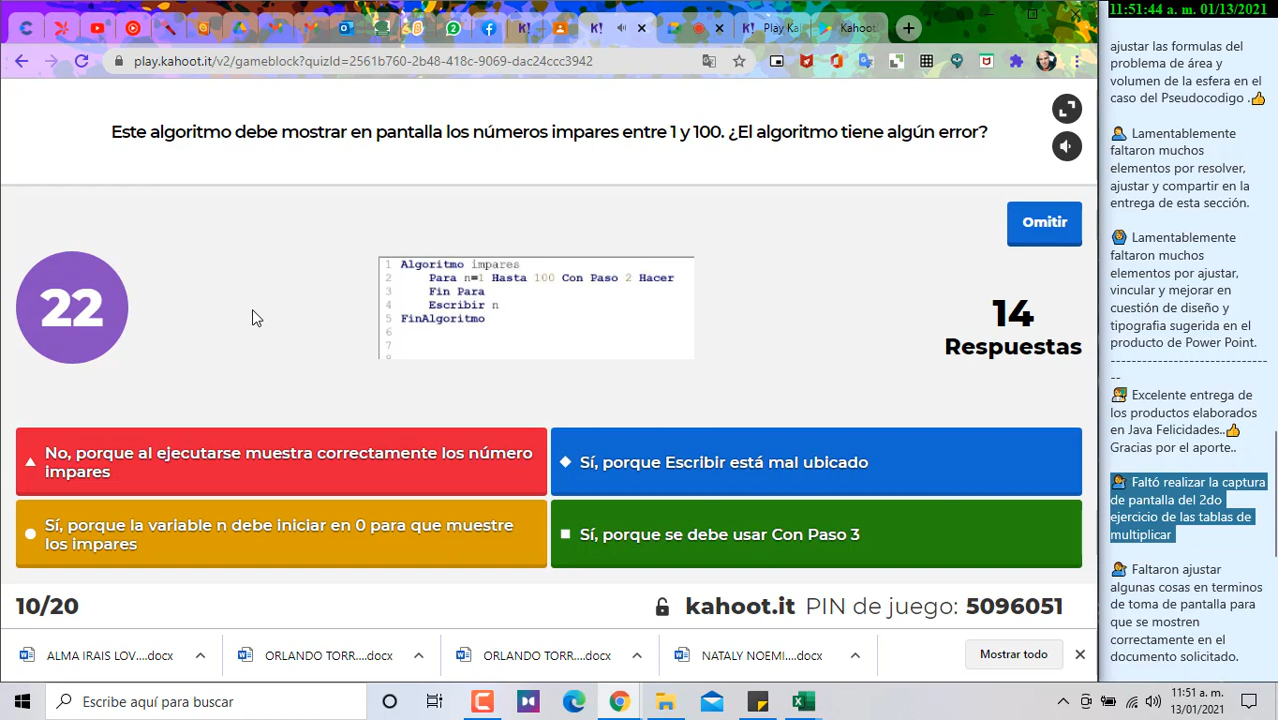 11:51:44 a. m. 01/13/2021
Play Ka
Kahoot!
play.kahoot.it/v2/gameblock?quizId=2561b760-2b48-418c-9069-dac24ccc3942
Este algoritmo debe mostrar en pantalla los números impares entre 1 y 100. ¿El algoritmo tiene algún error?
Omitir
22
1 Algoritmo impares
2 Para n=1 Hasta 100 Con Paso 2 Hacer
3 Fin Para
4 Escribir n
5 FinAlgoritmo
6
7
14
Respuestas
No, porque al ejecutarse muestra correctamente los número
impares
Sí, porque Escribir está mal ubicado
Sí, porque la variable n debe iniciar en 0 para que muestre
los impares
Sí, porque se debe usar Con Paso 3
10/20
kahoot.it PIN de juego: 5096051
ALMA IRAIS LOV....docx
ORLANDO TORR....docx
ORLANDO TORR....docx
NATALY NOEMI....docx
Mostrar todo
Escribe aquí para buscar
11:51 a. m.
13/01/2021
ajustar las formulas del
problema de área y
volumen de la esfera en el
caso del Pseudocodigo .👍
Lamentablemente
faltaron muchos
elementos por resolver,
ajustar y compartir en la
entrega de esta sección.
Lamentablemente
faltaron muchos
elementos por ajustar,
vincular y mejorar en
cuestión de diseño y
tipografia sugerida en el
producto de Power Point.
------------------------------
--
Excelente entrega de
los productos elaborados
en Java Felicidades..👍
Gracias por el aporte..
Faltó realizar la captura
de pantalla del 2do
ejercicio de las tablas de
multiplicar
Faltaron ajustar
algunas cosas en terminos
de toma de pantalla para
que se mostren
correctamente en el
documento solicitado.